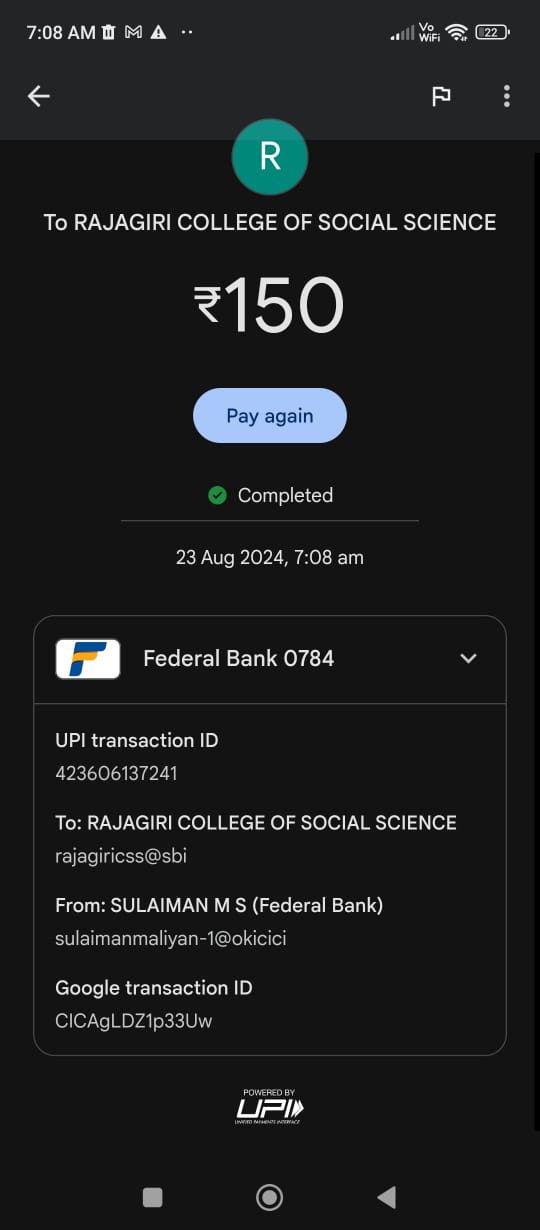 7:08 AM
Vo
WiFi
22
R
To RAJAGIRI COLLEGE OF SOCIAL SCIENCE
₹150
Pay again
Completed
23 Aug 2024, 7:08 am
Federal Bank 0784
UPI transaction ID
423606137241
To: RAJAGIRI COLLEGE OF SOCIAL SCIENCE
rajagiricss@sbi
From: SULAIMAN M S (Federal Bank)
sulaimanmaliyan-1@okicici
Google transaction ID
CICAgLDZ1p33Uw
POWERED BY
UPI
UNIFIED PAYMENTS INTERFACE